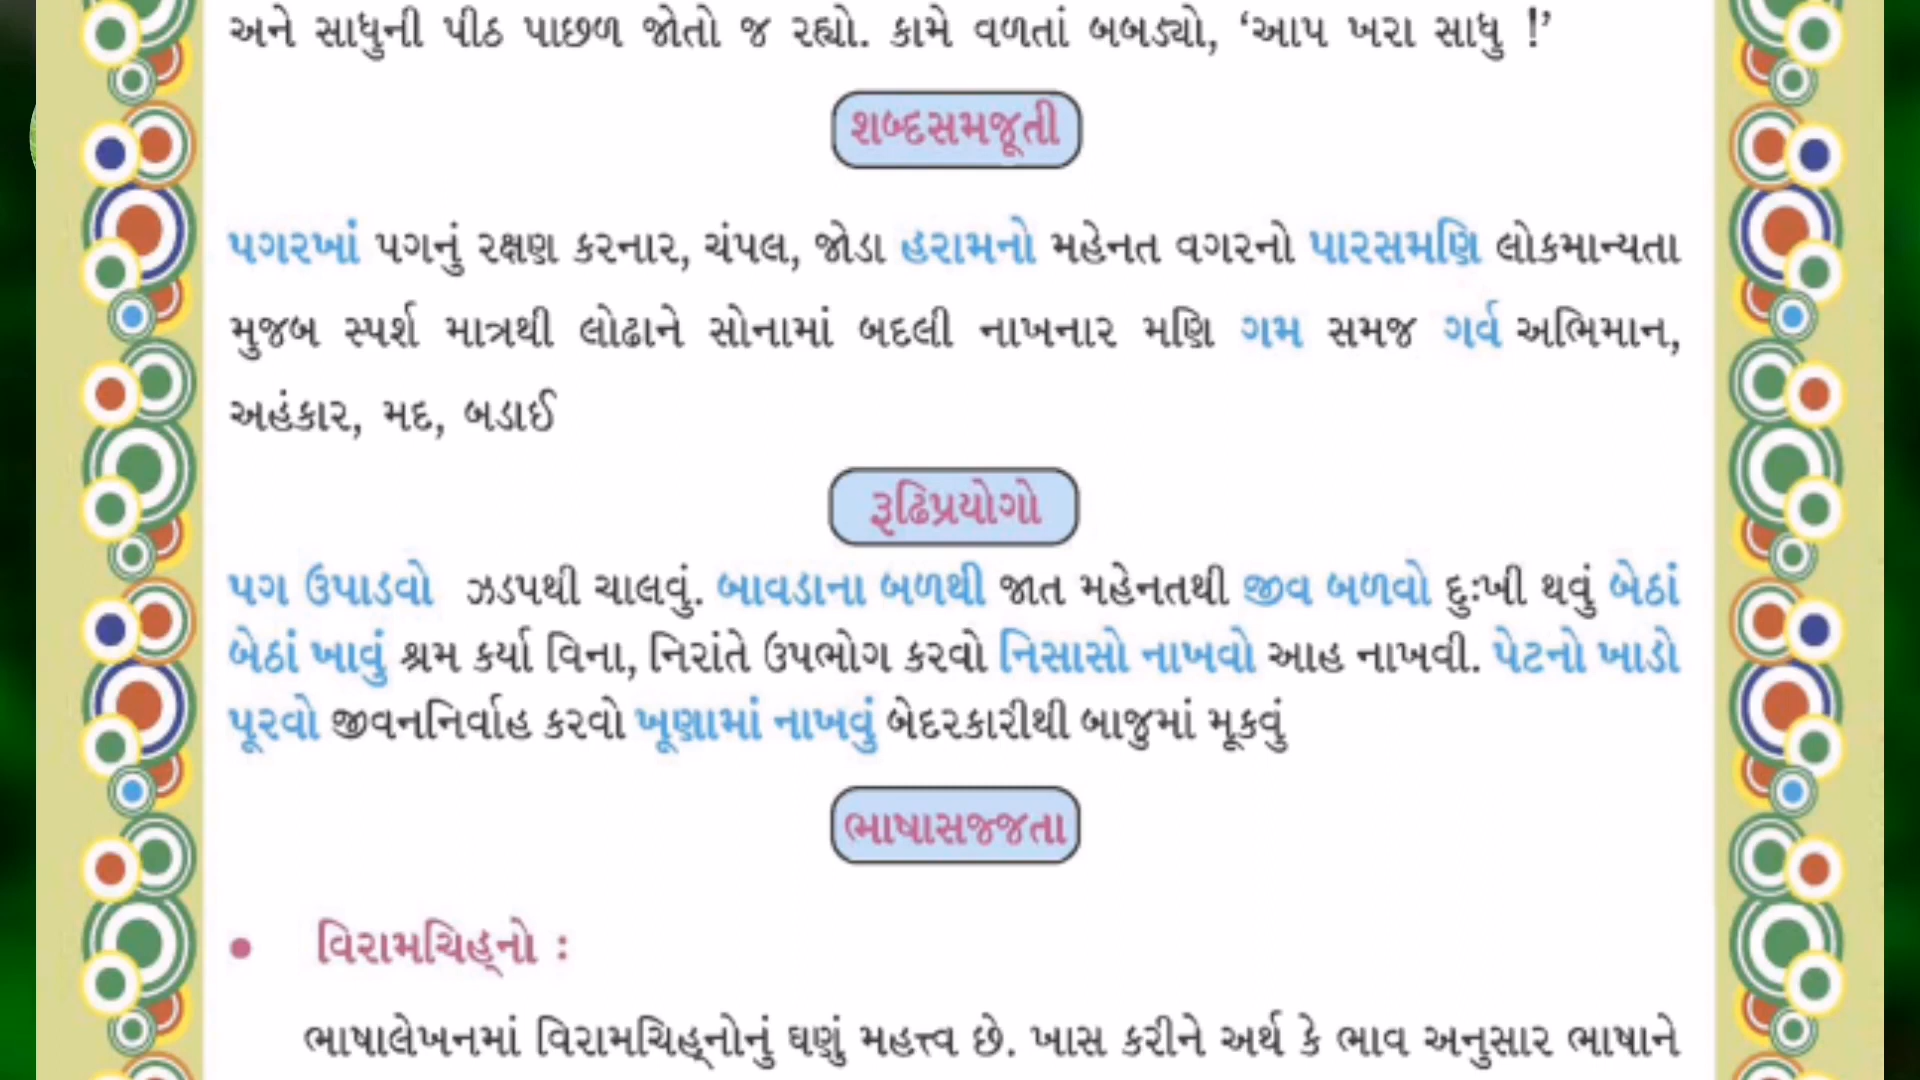 અને સાધુની પીઠ પાછળ જોતો જ રહ્યો. કામે વળતાં બબડ્યો, ‘આપ ખરા સાધુ !’
શબ્દસમજૂતી
પગરખાં પગનું રક્ષણ કરનાર, ચંપલ, જોડા હરામનો મહેનત વગરનો પારસમણિ લોકમાન્યતા
મુજબ સ્પર્શ માત્રથી લોઢાને સોનામાં બદલી નાખનાર મણિ ગમ સમજ ગર્વ અભિમાન,
અહંકાર, મદ, બડાઈ
રૂઢિપ્રયોગો
પગ ઉપાડવો ઝડપથી ચાલવું. બાવડાના બળથી જાત મહેનતથી જીવ બળવો દુઃખી થવું બેઠાં
બેઠાં ખાવું શ્રમ કર્યા વિના, નિરાંતે ઉપભોગ કરવો નિસાસો નાખવો આહ નાખવી. પેટનો ખાડો
પૂરવો જીવનનિર્વાહ કરવો ખૂણામાં નાખવું બેદરકારીથી બાજુમાં મૂકવું
ભાષાસજ્જતા
• વિરામચિહ્નો :
ભાષાલેખનમાં વિરામચિહ્નોનું ઘણું મહત્ત્વ છે. ખાસ કરીને અર્થ કે ભાવ અનુસાર ભાષાને